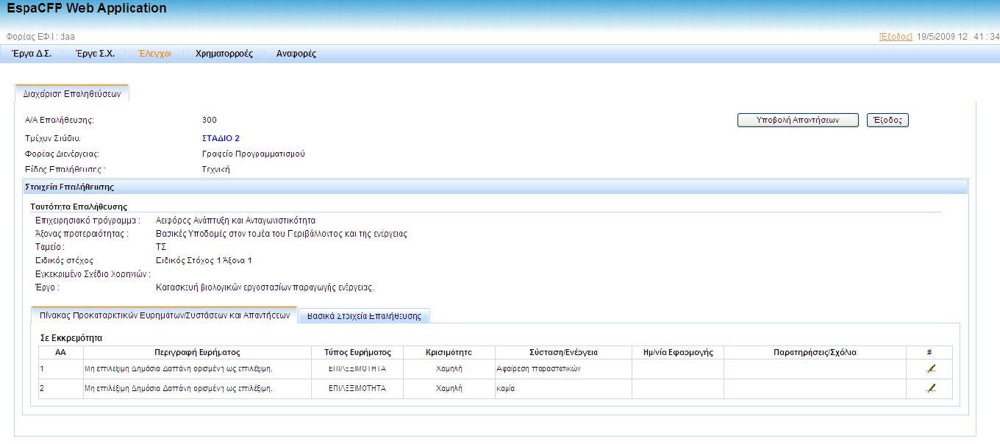 EspaCFP Web Application
Φορέας ΕΦΙ : daa [Έξοδος] 19/5/2009 12 : 41 : 34
Έργα Δ.Σ. Έργα Σ.Χ. Έλεγχοι Χρηματορροές Αναφορές
Διαχείριση Επαληθεύσεων
Α/Α Επαλήθευσης: 300 Υποβολή Απαντήσεων Έξοδος
Τρέχον Στάδιο: ΣΤΑΔΙΟ 2
Φορέας Διενέργειας: Γραφείο Προγραμματισμού
Είδος Επαλήθευσης : Τεχνική
Στοιχεία Επαλήθευσης
Ταυτότητα Επαλήθευσης
Επιχειρησιακό πρόγραμμα : Αειφόρος Ανάπτυξη και Ανταγωνιστικότητα
Άξονας προτεραιότητας : Βασικές Υποδομές στον τομέα του Περιβάλλοντος και της ενέργειας
Ταμείο : ΤΣ
Ειδικός στόχος Ειδικός Στόχος 1 Άξονα 1
Εγκεκριμένο Σχέδιο Χορηγιών :
Έργο : Κατασκευή βιολογικών εργοστασίων παραγωγής ενέργειας.
Πίνακας Προκαταρκτικών Ευρημάτων/Συστάσεων και Απαντήσεων Βασικά Στοιχεία Επαλήθευσης
Σε Εκκρεμότητα
ΑΑ Περιγραφή Ευρήματος Τύπος Ευρήματος Κρισιμότητα Σύσταση/Ενέργεια Ημ/νία Εφαρμογής Παρατηρήσεις/Σχόλια #
1 Μη επιλέξιμη Δημόσια Δαπάνη ορισμένη ως επιλέξιμη. ΕΠΙΛΕΞΙΜΟΤΗΤΑ Χαμηλή Αφαίρεση παραστατικών
2 Μη επιλέξιμη Δημόσια Δαπάνη ορισμένη ως επιλέξιμη. ΕΠΙΛΕΞΙΜΟΤΗΤΑ Χαμηλή καμία